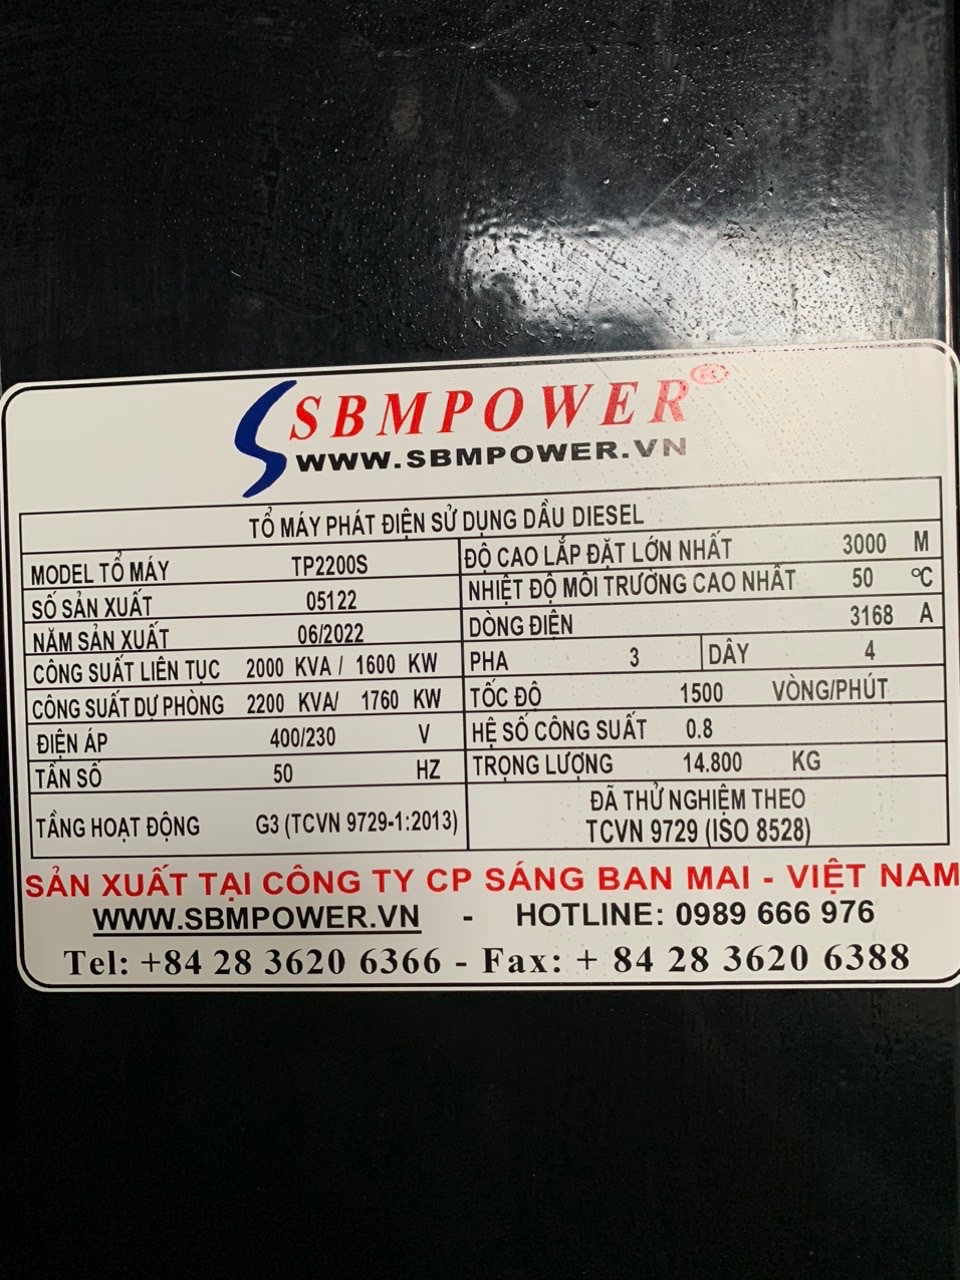 SBMPOWER®
WWW.SBMPOWER.VN
TỔ MÁY PHÁT ĐIỆN SỬ DỤNG DẦU DIESEL
MODEL TỔ MÁY TP2200S
SỐ SẢN XUẤT 05122
NĂM SẢN XUẤT 06/2022
CÔNG SUẤT LIÊN TỤC 2000 KVA / 1600 KW
CÔNG SUẤT DỰ PHÒNG 2200 KVA/ 1760 KW
ĐIỆN ÁP 400/230 V
TẦN SỐ 50 HZ
TẦNG HOẠT ĐỘNG G3 (TCVN 9729-1:2013)
ĐỘ CAO LẮP ĐẶT LỚN NHẤT 3000 M
NHIỆT ĐỘ MÔI TRƯỜNG CAO NHẤT 50 °C
DÒNG ĐIỆN 3168 A
PHA 3 DÂY 4
TỐC ĐỘ 1500 VÒNG/PHÚT
HỆ SỐ CÔNG SUẤT 0.8
TRỌNG LƯỢNG 14.800 KG
ĐÃ THỬ NGHIỆM THEO
TCVN 9729 (ISO 8528)
SẢN XUẤT TẠI CÔNG TY CP SÁNG BAN MAI - VIỆT NAM
WWW.SBMPOWER.VN - HOTLINE: 0989 666 976
Tel: +84 28 3620 6366 - Fax: + 84 28 3620 6388